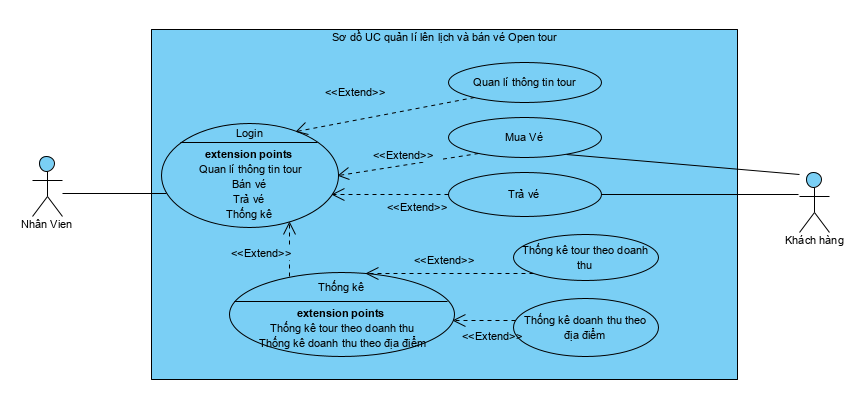 Sơ dồ UC quản lí lên lịch và bán vé Open tour
Quan lí thông tin tour
<<Extend>>
Login
extension points
Quan lí thông tin tour
Bán vé
Trả vé
Thống kê
Mua Vé
<<Extend>>
Trả vé
<<Extend>>
Nhân Vien
Khách hàng
<<Extend>>
Thống kê tour theo doanh
thu
<<Extend>>
Thống kê
extension points
Thống kê tour theo doanh thu
Thống kê doanh thu theo địa điểm
Thống kê doanh thu theo
địa điểm
<<Extend>>